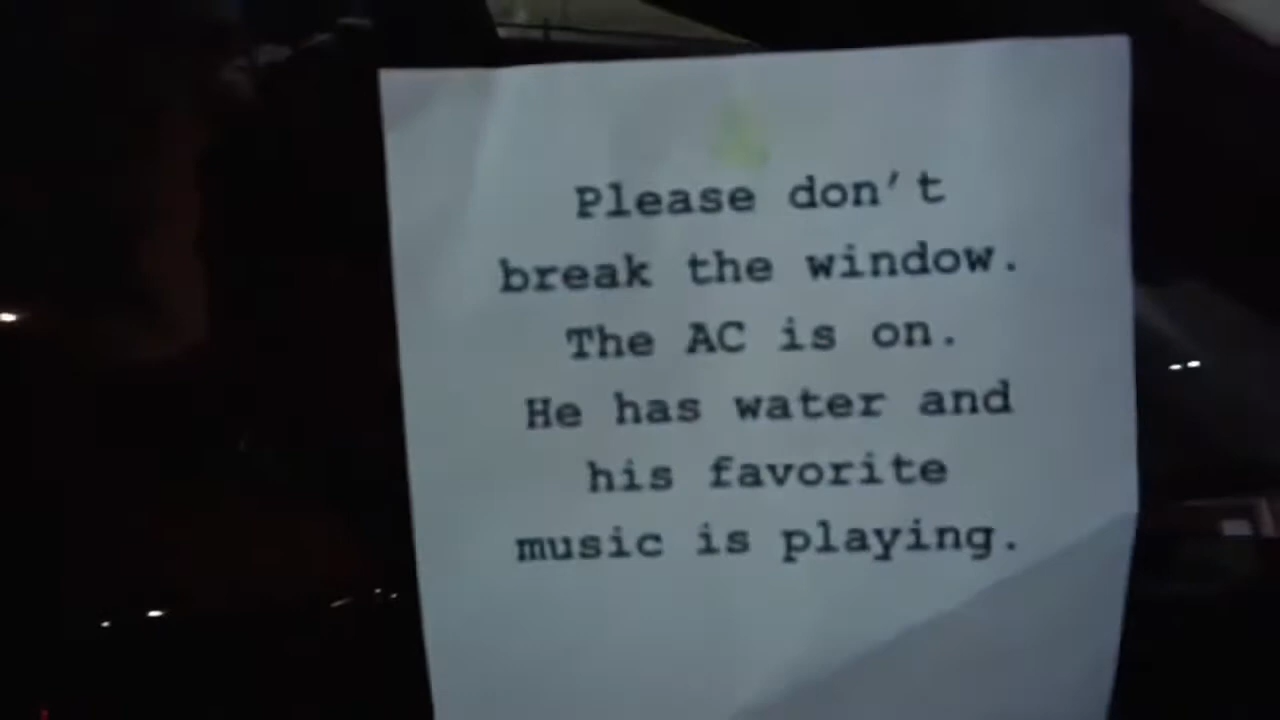 Please don't
break the window.
The AC is on.
He has water and
his favorite
music is playing.